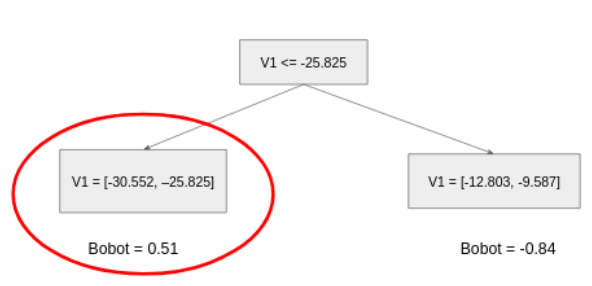 V1 <= -25.825
V1 = [-30.552, –25.825]
V1 = [-12.803, -9.587]
Bobot = 0.51
Bobot = -0.84